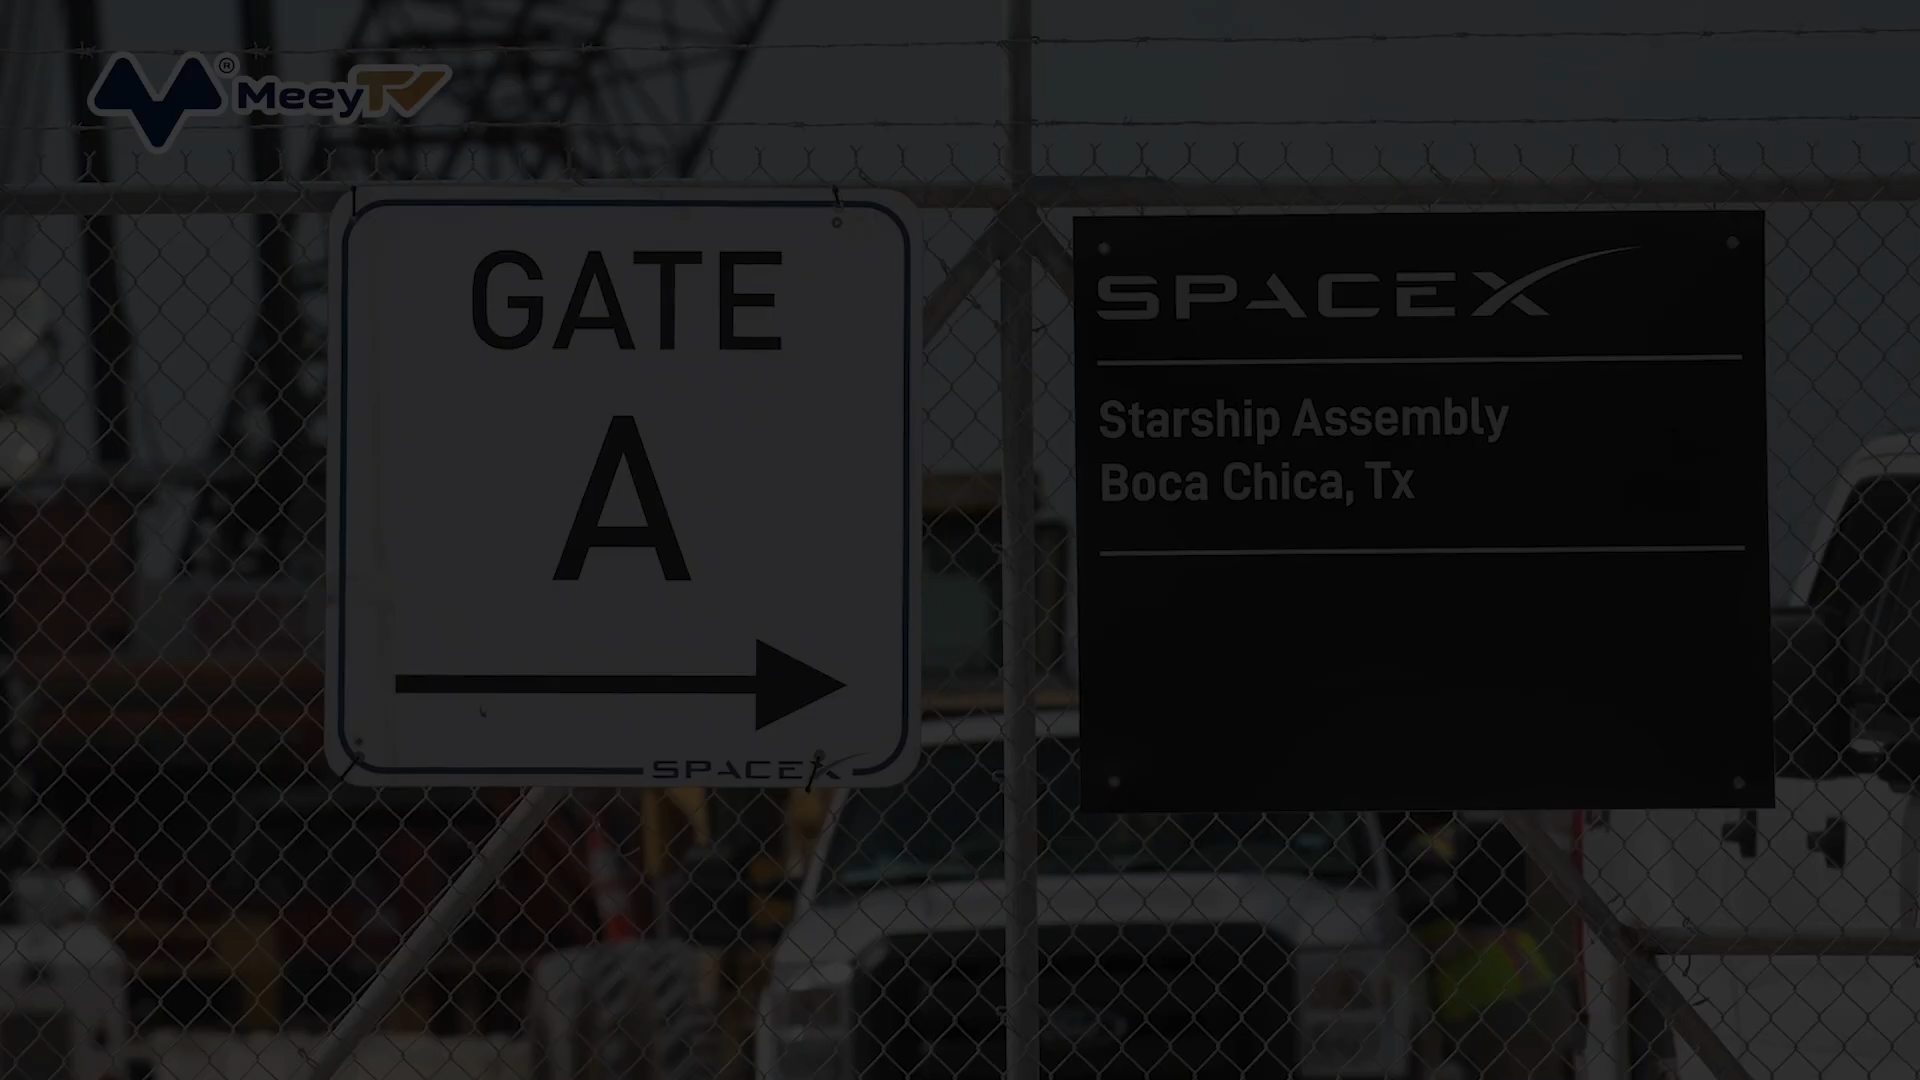 MeeyTV
GATE
A
SPACEX
SPACEX
Starship Assembly
Boca Chica, Tx